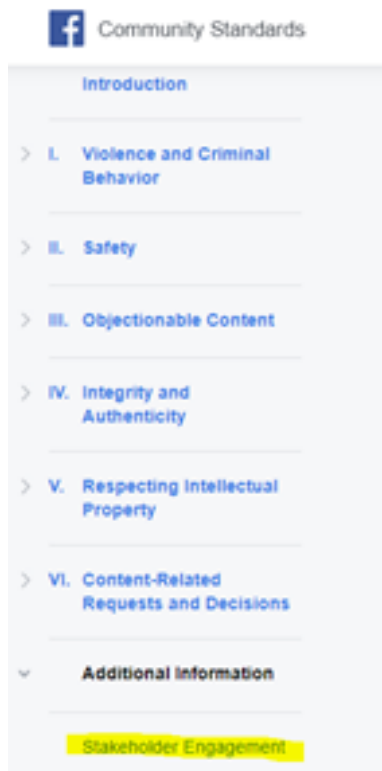 Community Standards
Introduction
I. Violence and Criminal
Behavior
II. Safety
III. Objectionable Content
IV. Integrity and
Authenticity
V. Respecting Intellectual
Property
VI. Content-Related
Requests and Decisions
Additional Information
Stakeholder Engagement